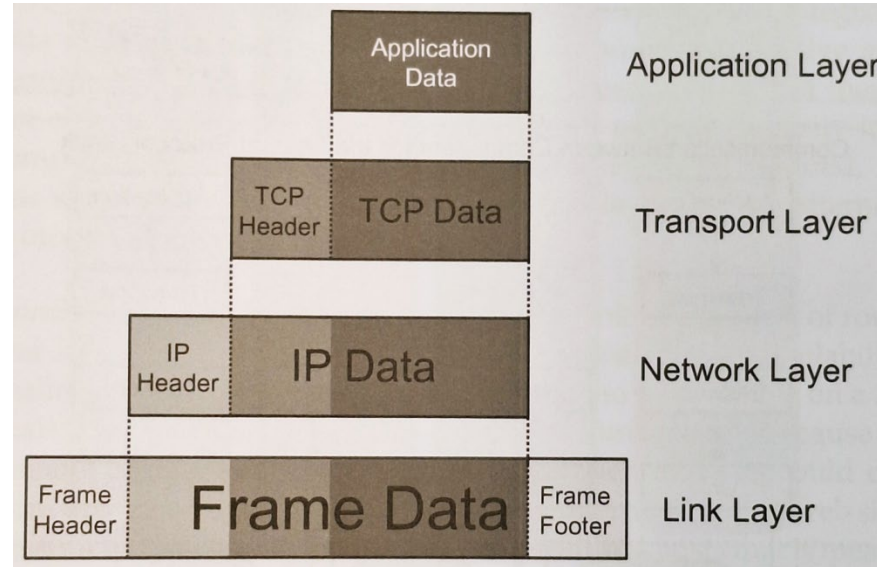 Application
Data
Application Layer
TCP
Header
TCP Data
Transport Layer
IP
Header
IP Data
Network Layer
Frame
Header
Frame Data
Frame
Footer
Link Layer